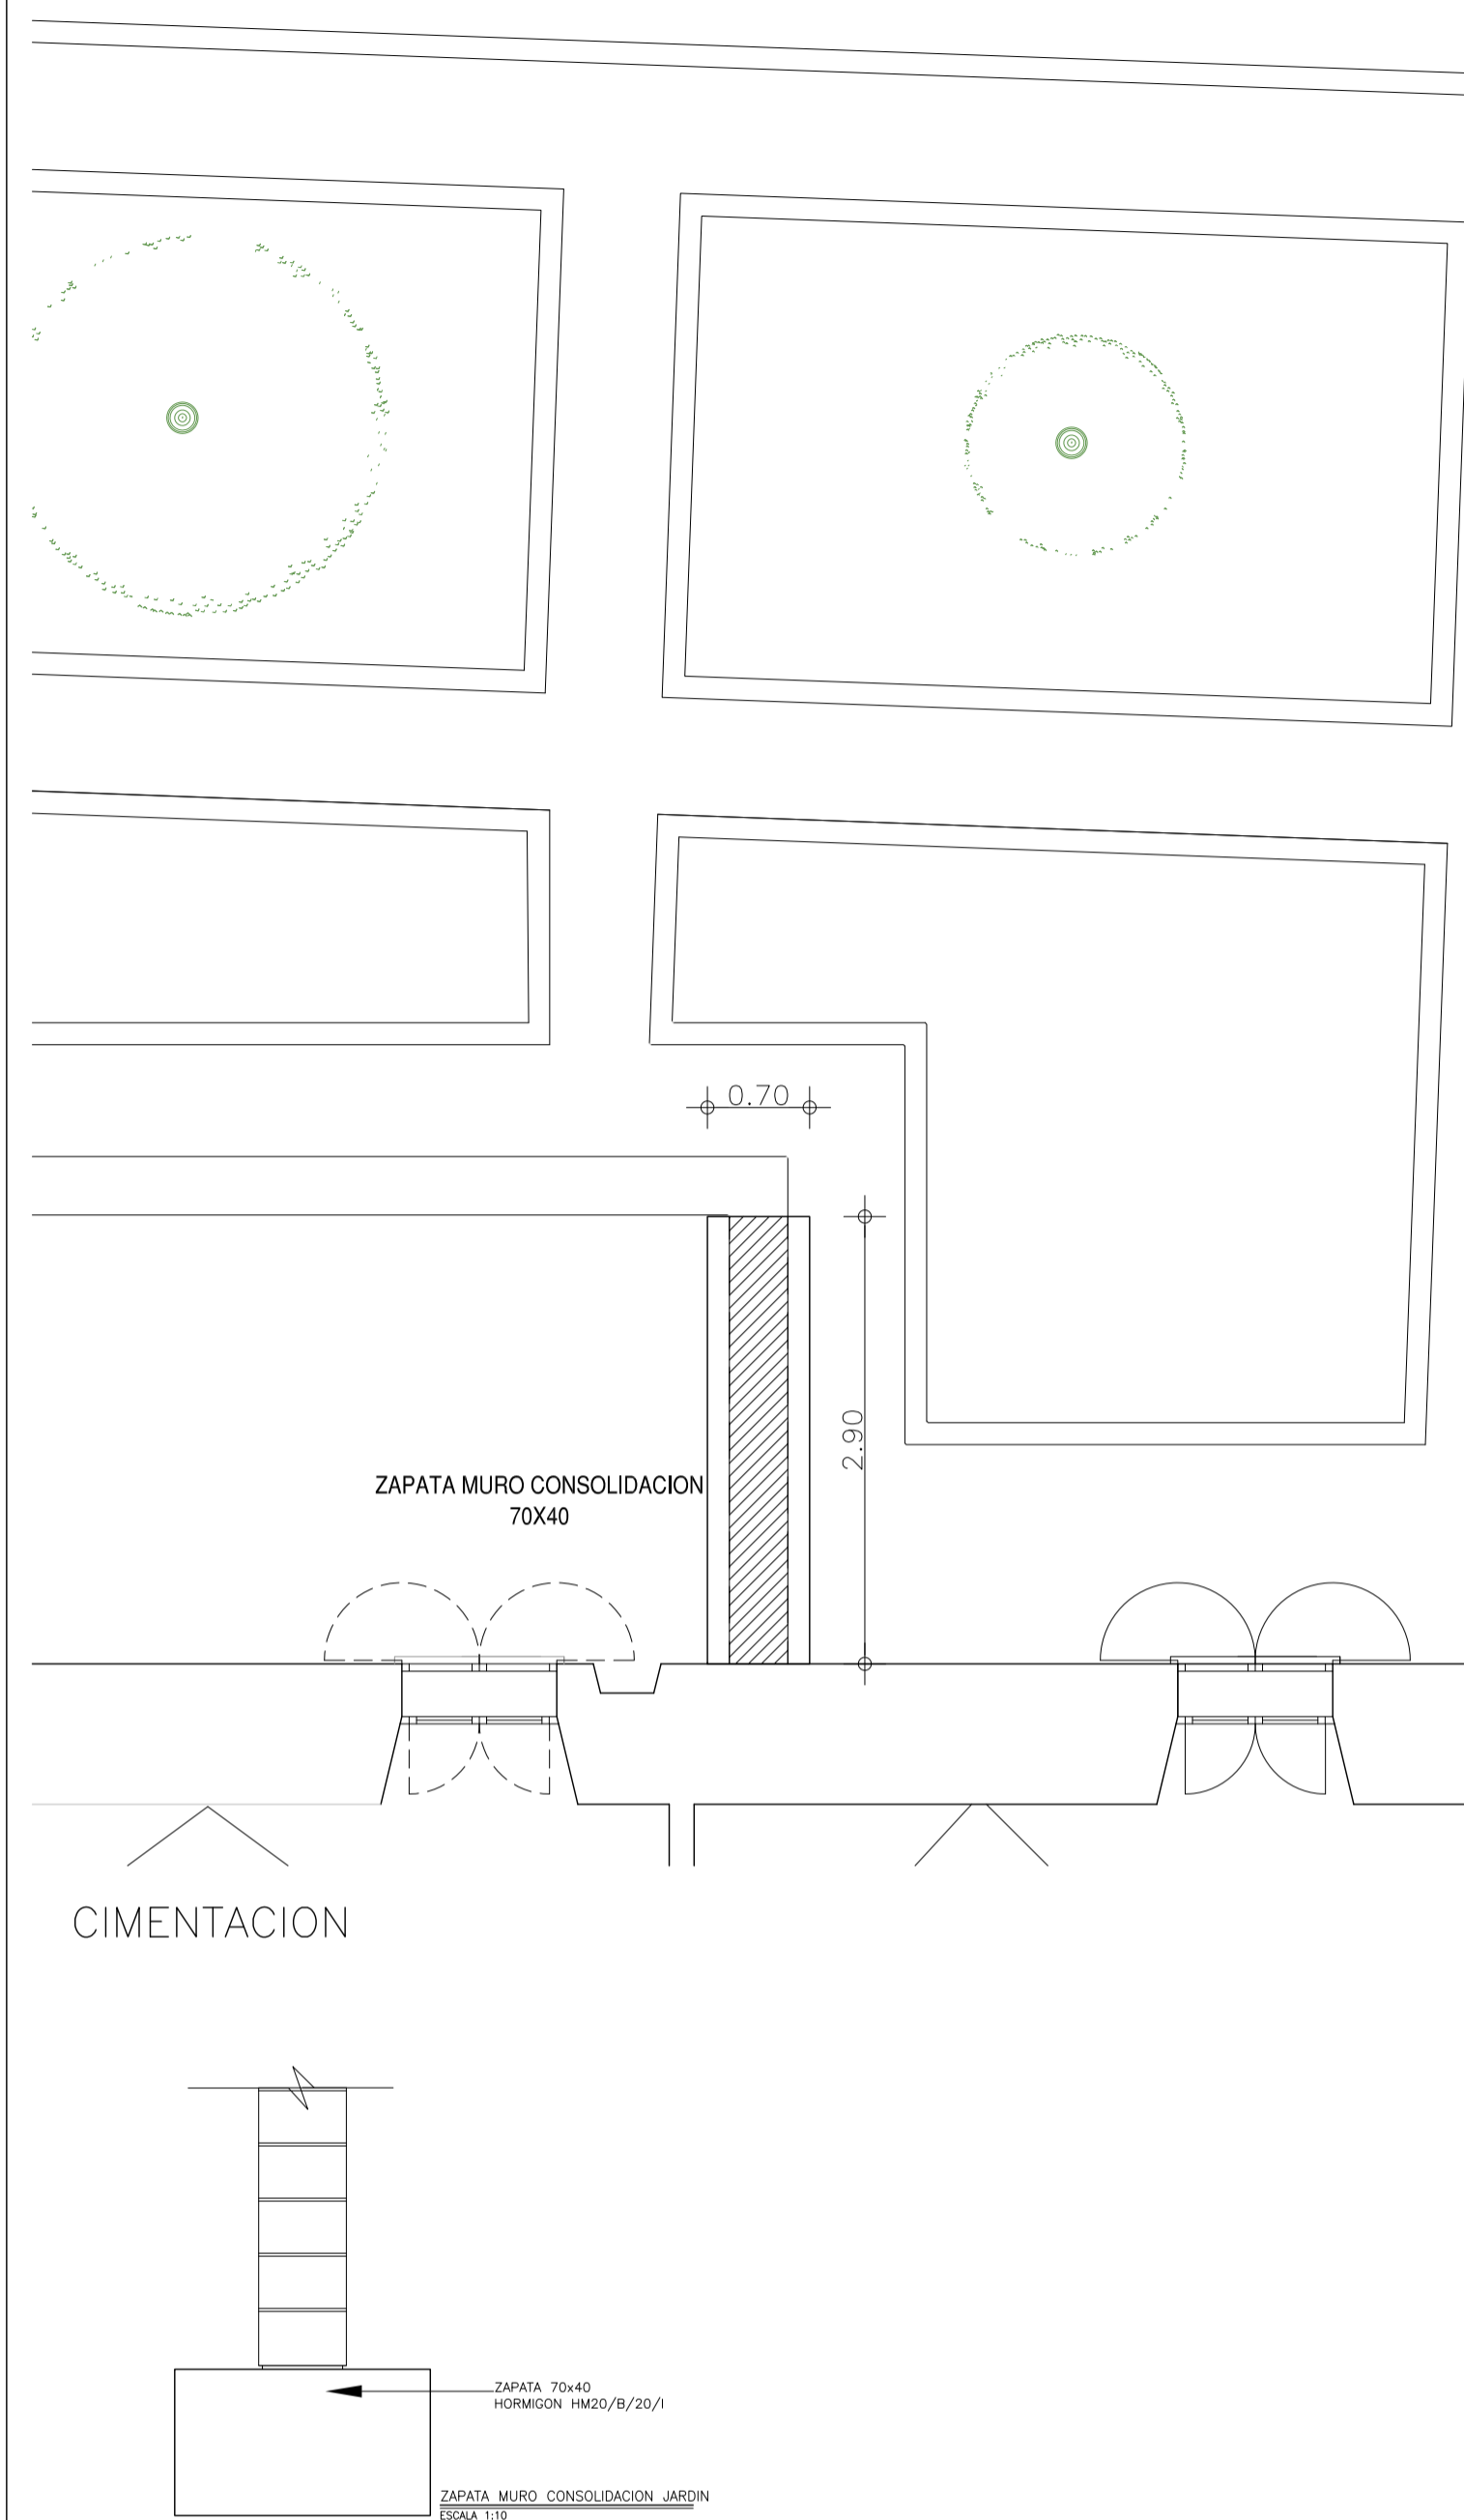 0.70
2.90
ZAPATA MURO CONSOLIDACION
70X40
CIMENTACION
ZAPATA 70x40
HORMIGON HM20/B/20/I
ZAPATA MURO CONSOLIDACION JARDIN
ESCALA 1:10